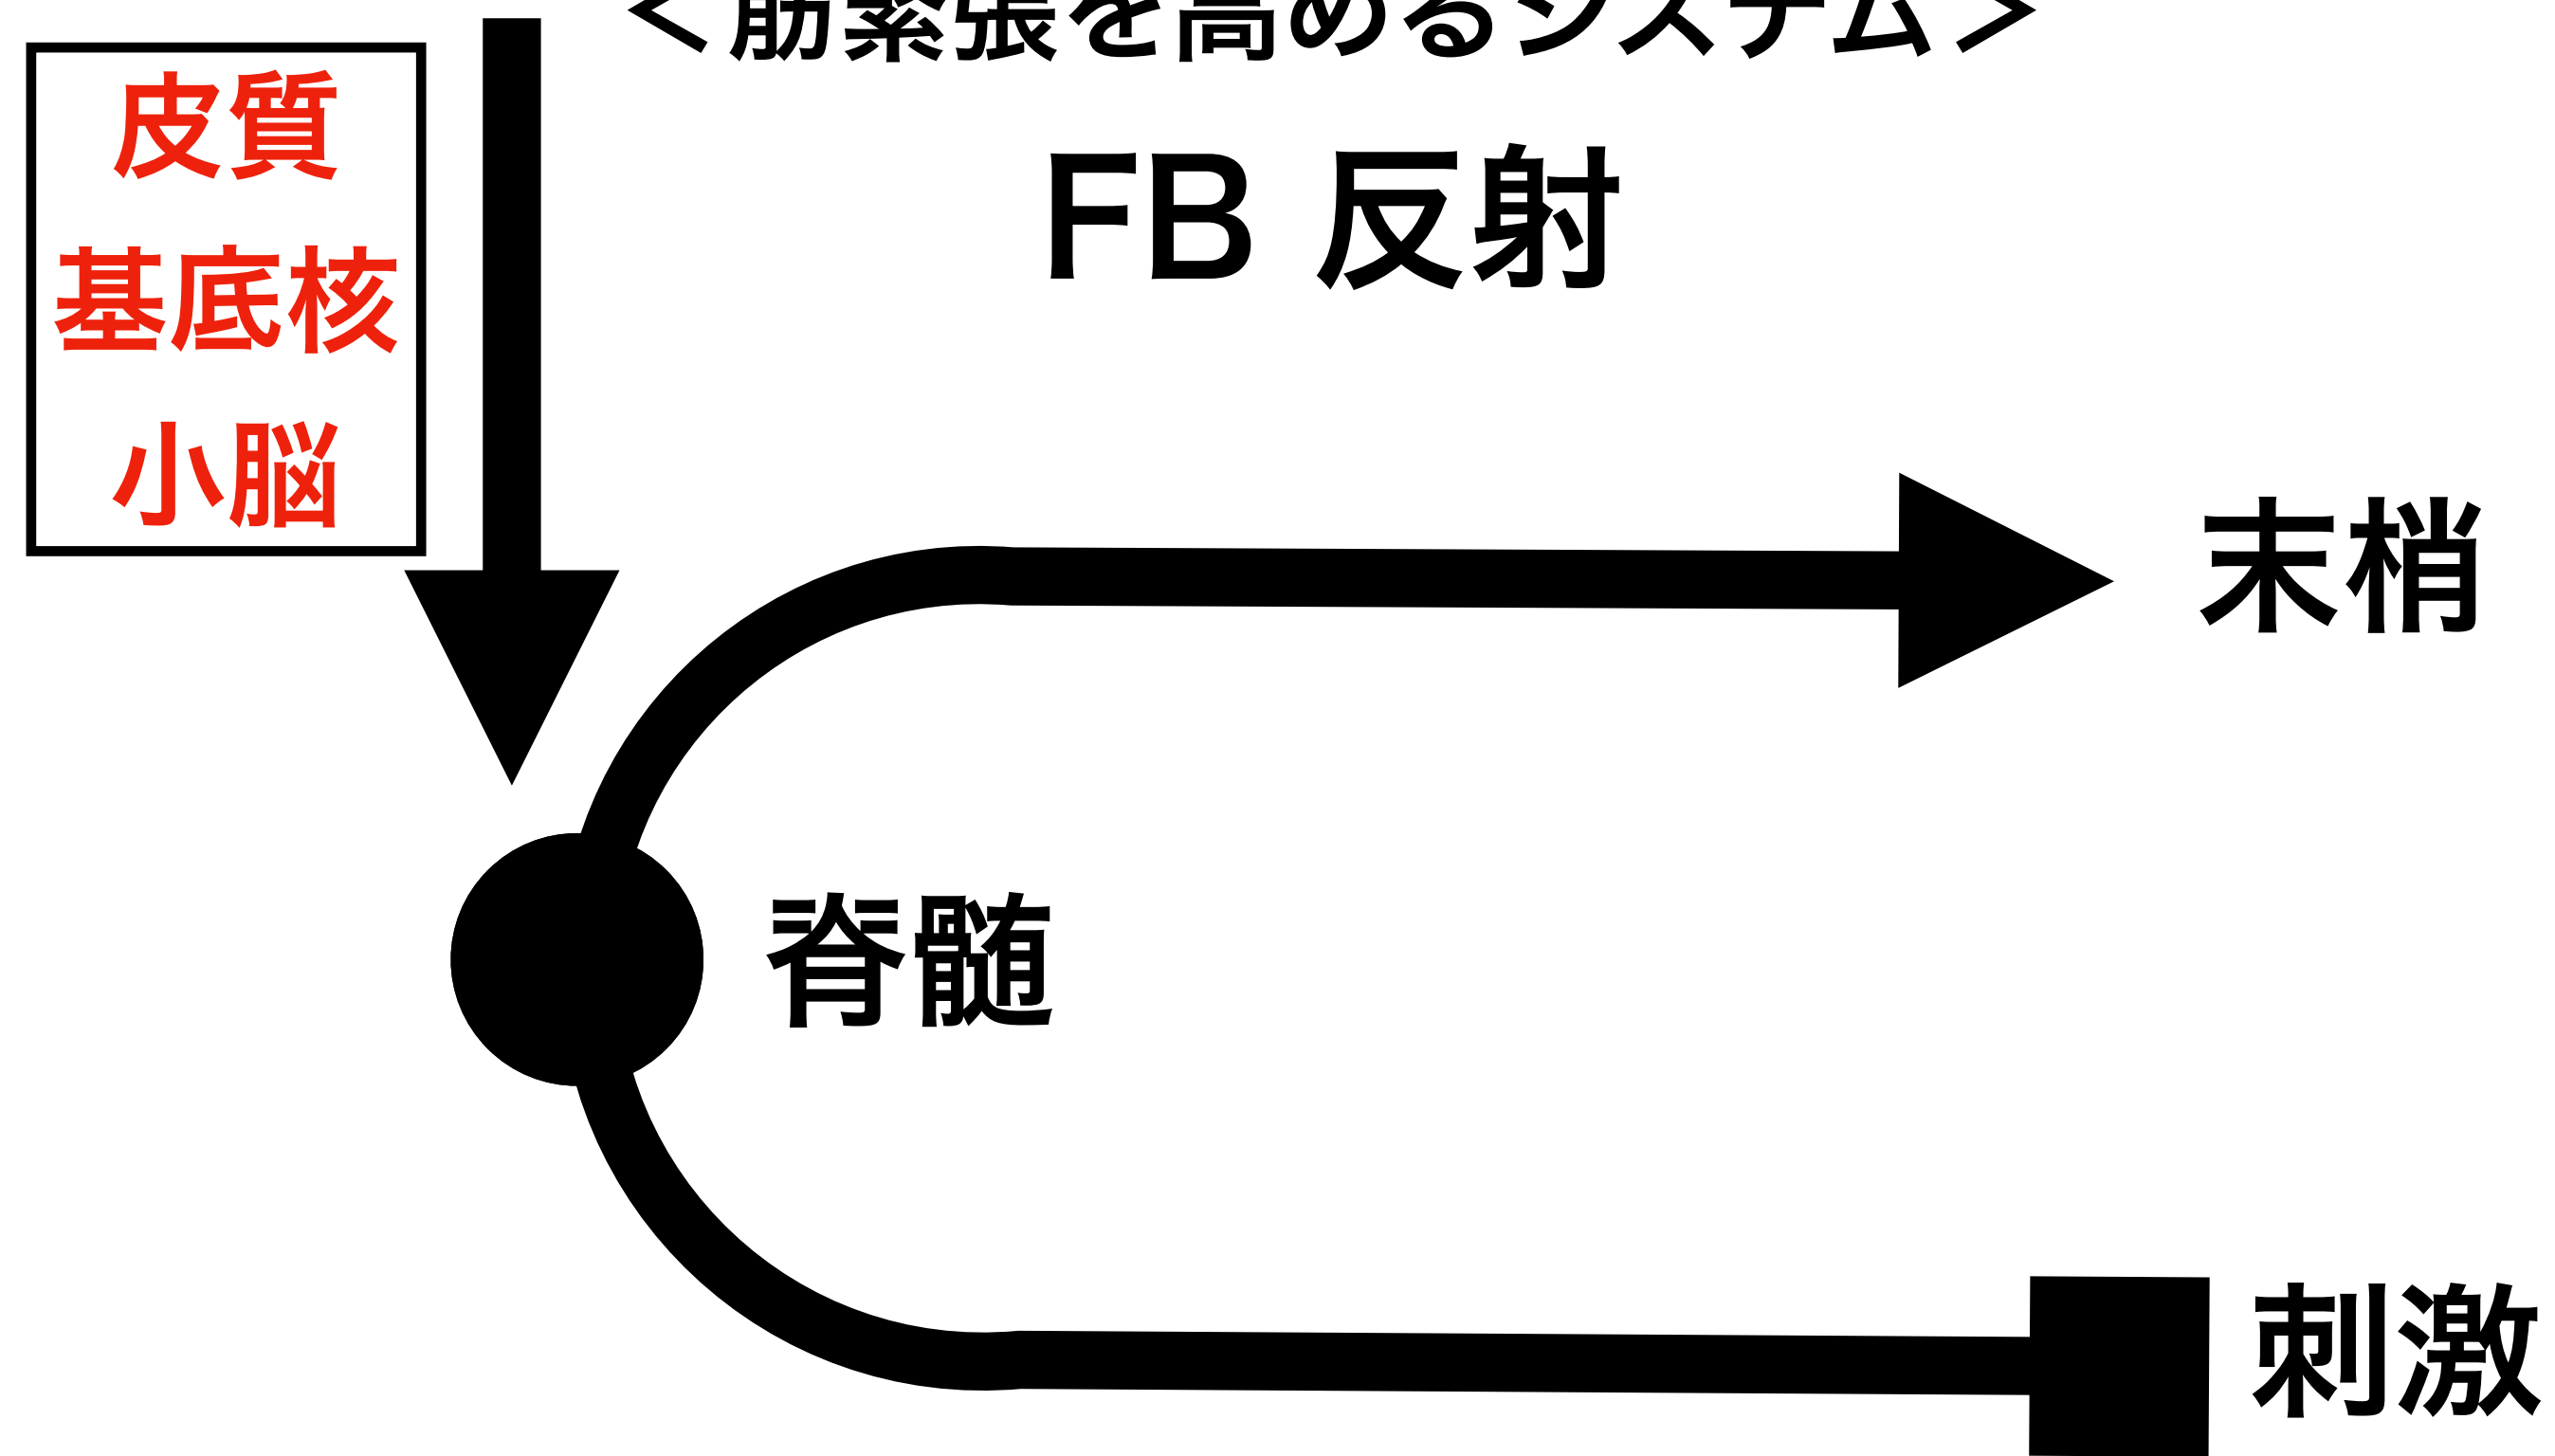 ＜筋緊張を高めるシステム＞
FB 反射
皮質
基底核
小脳
末梢
脊髄
刺激